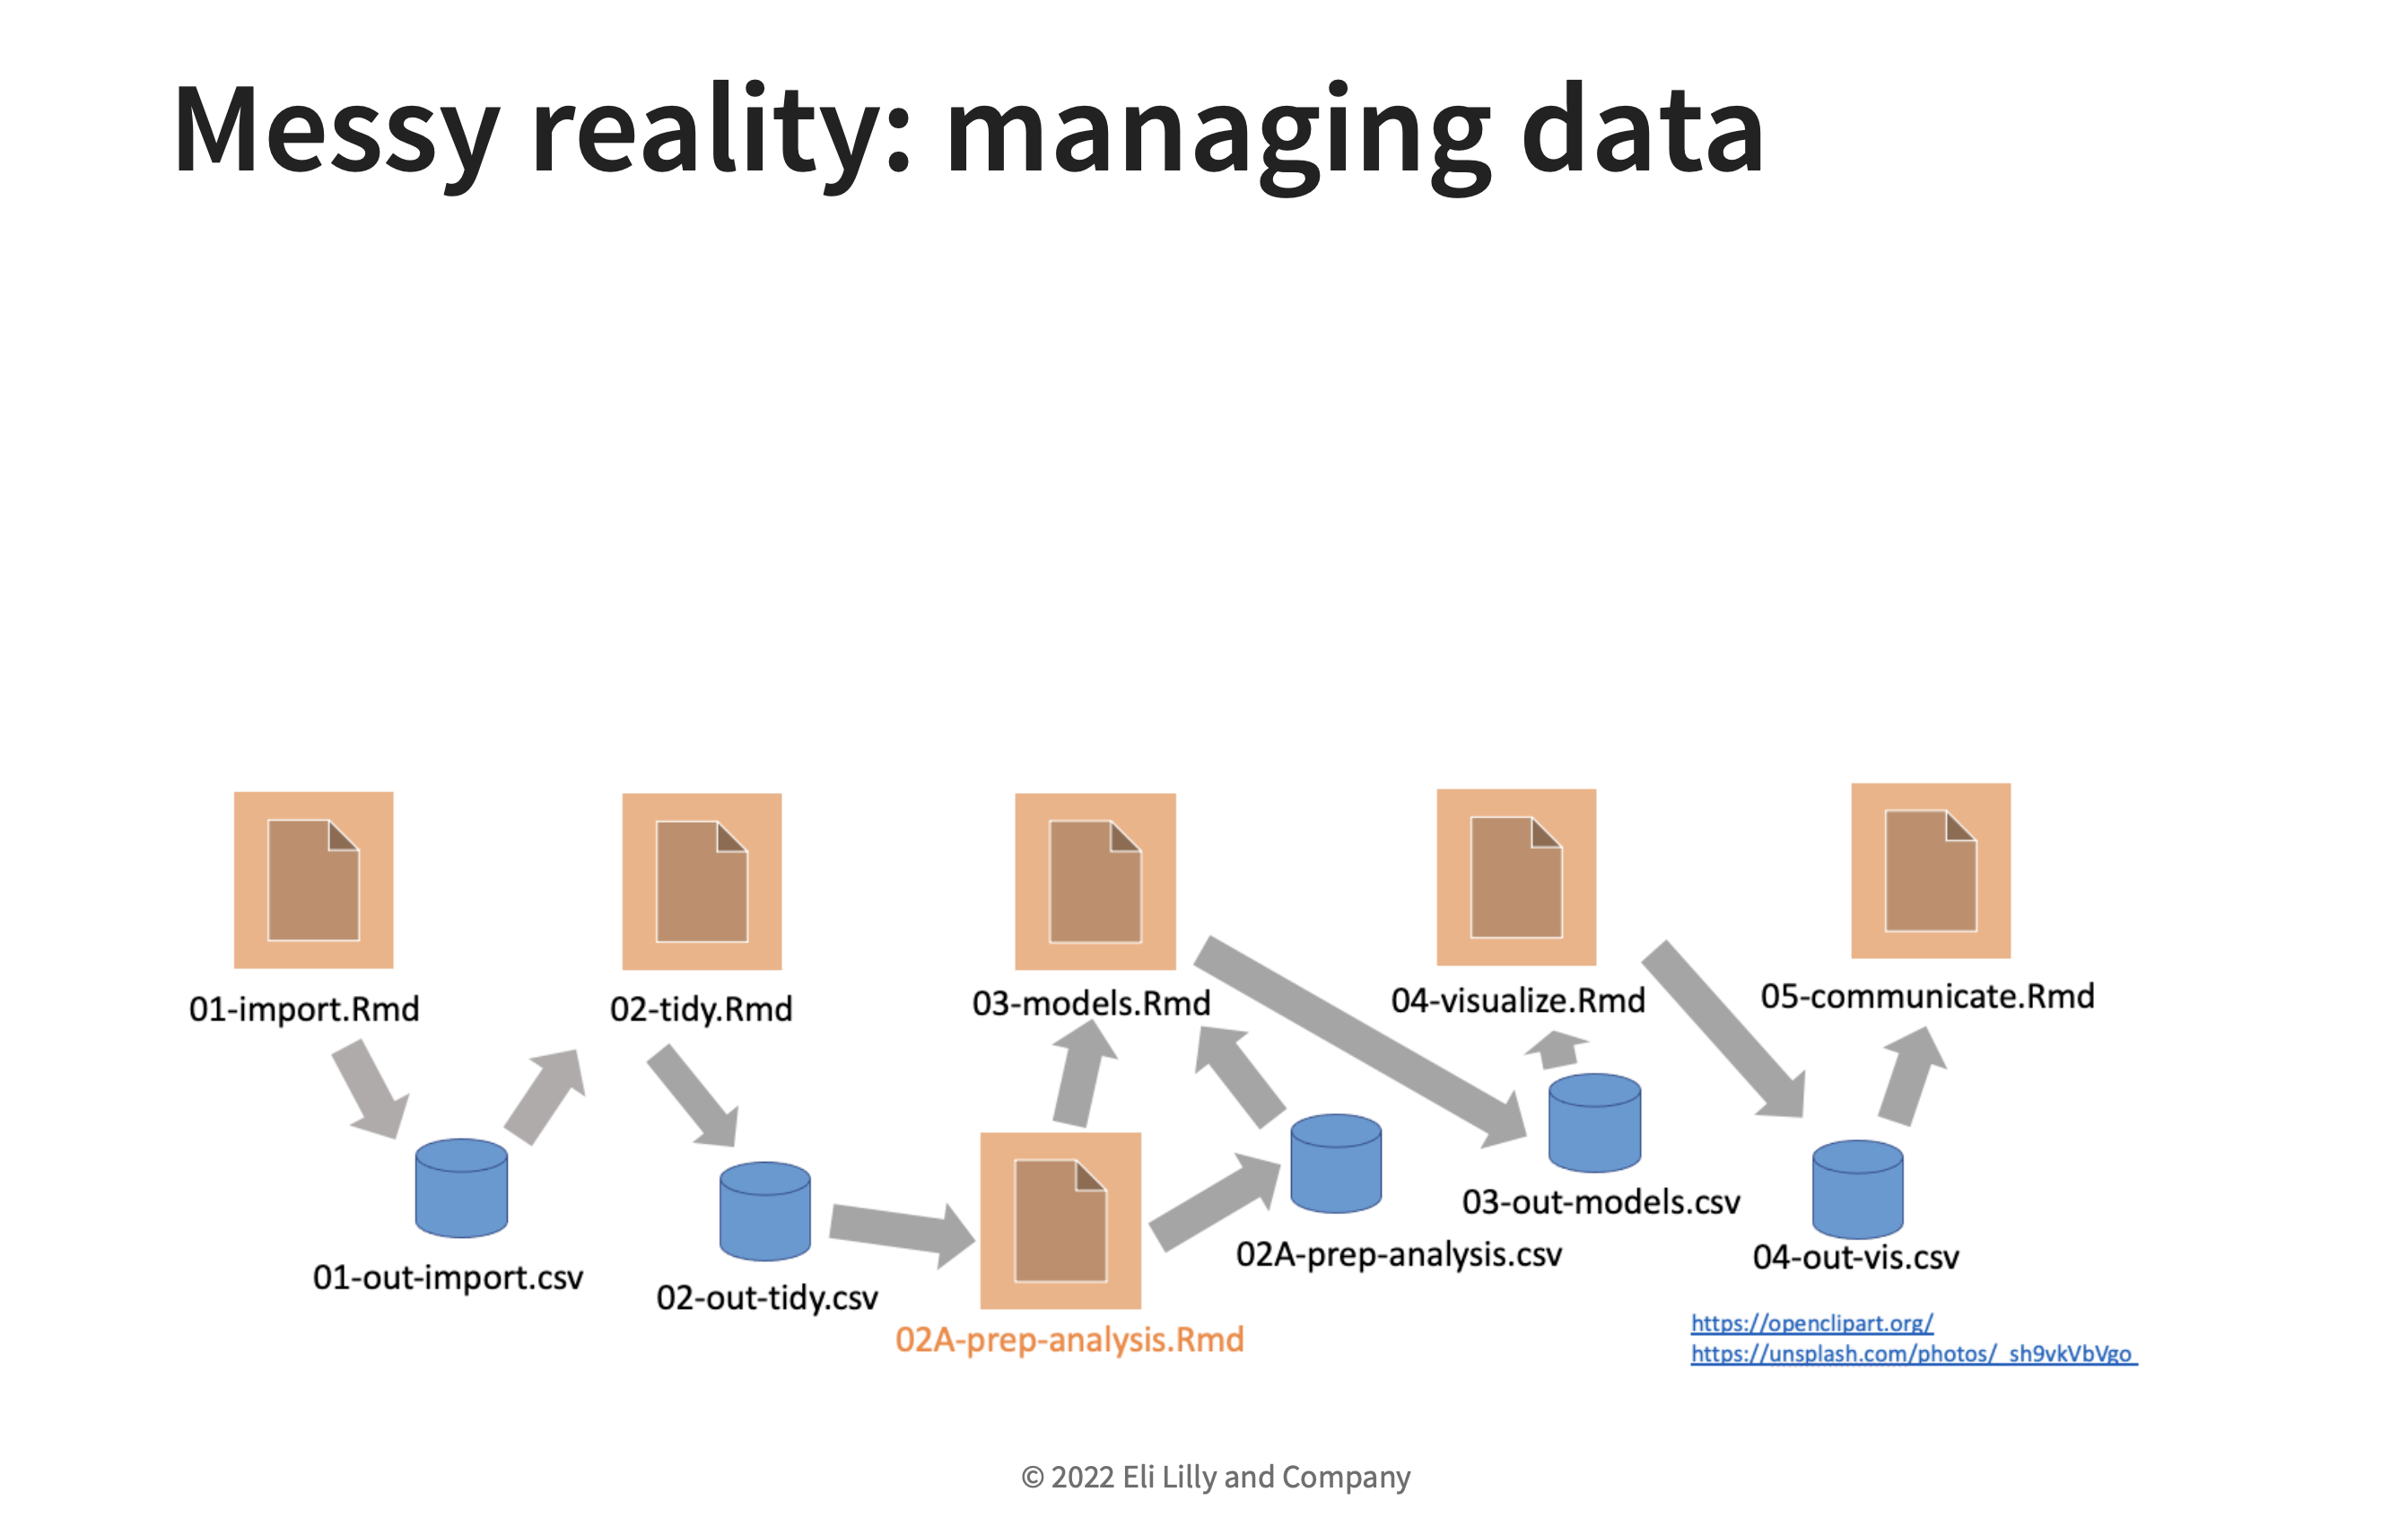 Messy reality: managing data
01-import.Rmd
02-tidy.Rmd
03-models.Rmd
04-visualize.Rmd
05-communicate.Rmd
01-out-import.csv
02-out-tidy.csv
02A-prep-analysis.Rmd
02A-prep-analysis.csv
03-out-models.csv
04-out-vis.csv
https://openclipart.org/
https://unsplash.com/photos/_sh9vkVbVgo
© 2022 Eli Lilly and Company